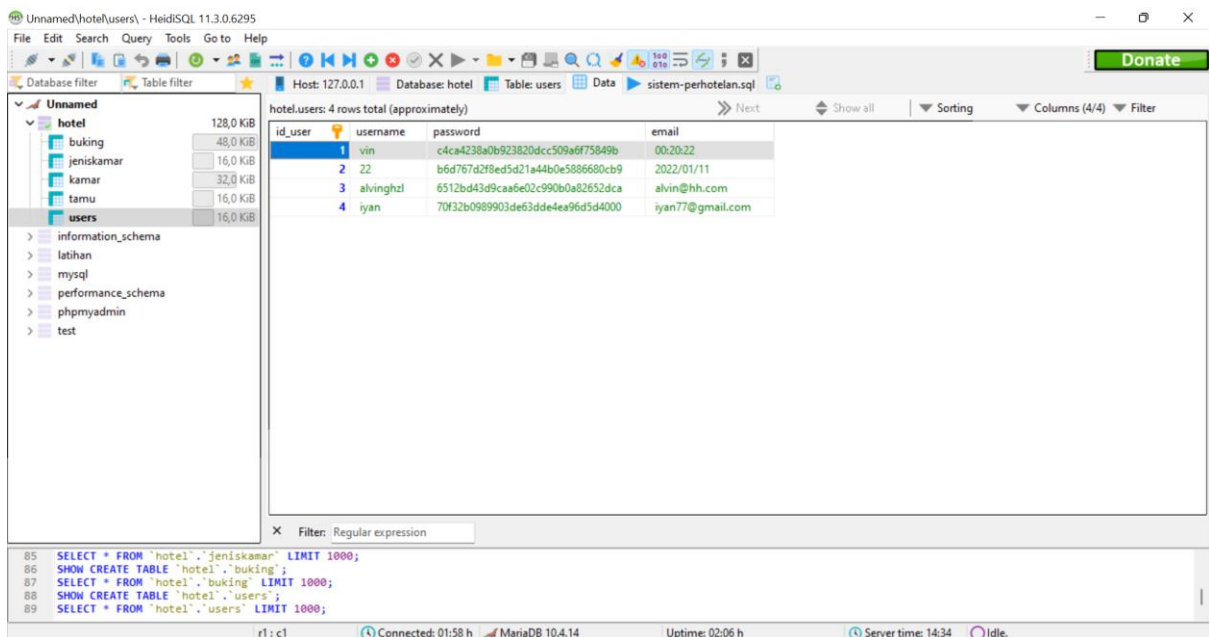 Unnamed\hotel\users\ - HeidiSQL 11.3.0.6295
File Edit Search Query Tools Go to Help
Donate
Database filter Table filter
Host: 127.0.0.1 Database: hotel Table: users Data sistem-perhotelan.sql
Unnamed
hotel 128,0 KiB
buking 48,0 KiB
jeniskamar 16,0 KiB
kamar 32,0 KiB
tamu 16,0 KiB
users 16,0 KiB
information_schema
latihan
mysql
performance_schema
phpmyadmin
test
hotel.users: 4 rows total (approximately) Next Show all Sorting Columns (4/4) Filter
id_user username password email
1 vin c4ca4238a0b923820dcc509a6f75849b 00:20:22
2 22 b6d767d2f8ed5d21a44b0e5886680cb9 2022/01/11
3 alvinghzl 6512bd43d9caa6e02c990b0a82652dca alvin@hh.com
4 iyan 70f32b0989903de63dde4ea96d5d4000 iyan77@gmail.com
Filter: Regular expression
85 SELECT * FROM `hotel`.`jeniskamar` LIMIT 1000;
86 SHOW CREATE TABLE `hotel`.`buking`;
87 SELECT * FROM `hotel`.`buking` LIMIT 1000;
88 SHOW CREATE TABLE `hotel`.`users`;
89 SELECT * FROM `hotel`.`users` LIMIT 1000;
r1 : c1 Connected: 01:58 h MariaDB 10.4.14 Uptime: 02:06 h Server time: 14:34 Idle.